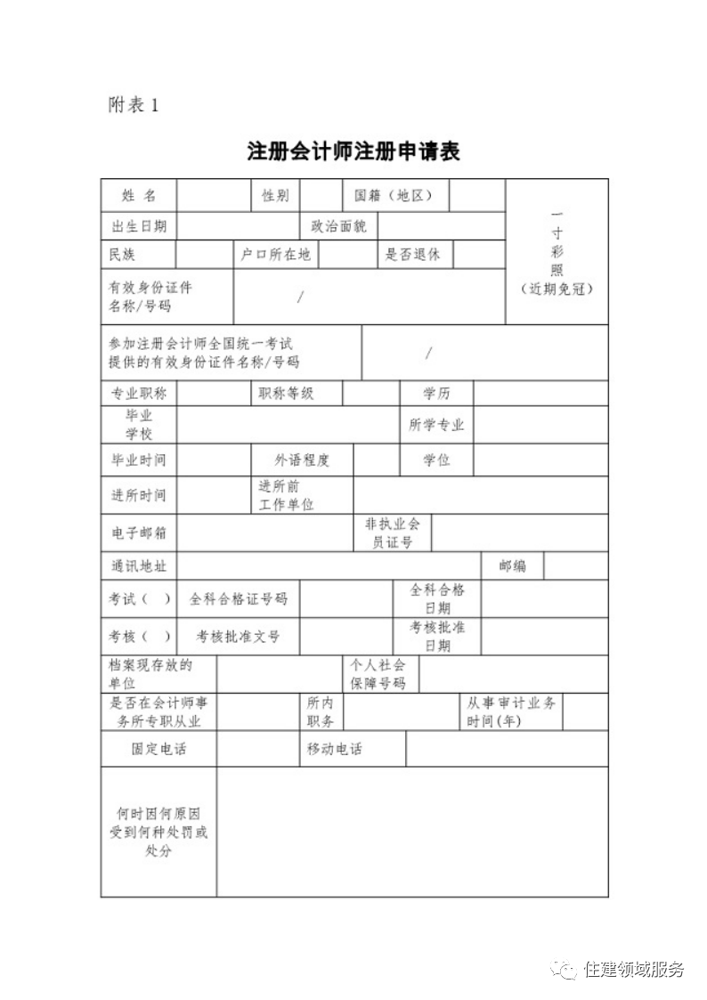 附表 1
注册会计师注册申请表
姓 名 性别 国籍（地区）
一
寸
彩
照
（近期免冠）
出生日期 政治面貌
民族 户口所在地 是否退休
有效身份证件
名称/号码
/
参加注册会计师全国统一考试
提供的有效身份证件名称/号码
/
专业职称 职称等级 学历
毕业
学校
所学专业
毕业时间 外语程度 学位
进所时间
进所前
工作单位
电子邮箱
非执业会
员证号
通讯地址 邮编
考试（ ） 全科合格证号码
全科合格
日期
考核（ ） 考核批准文号
考核批准
日期
档案现存放的
单位
个人社会
保障号码
是否在会计师事
务所专职从业
所内
职务
从事审计业务
时间(年)
固定电话 移动电话
何时因何原因
受到何种处罚或
处分
住建领域服务